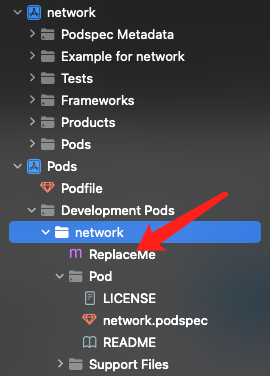 network
Podspec Metadata
Example for network
Tests
Frameworks
Products
Pods
Pods
Podfile
Development Pods
network
m ReplaceMe
Pod
LICENSE
network.podspec
README
Support Files